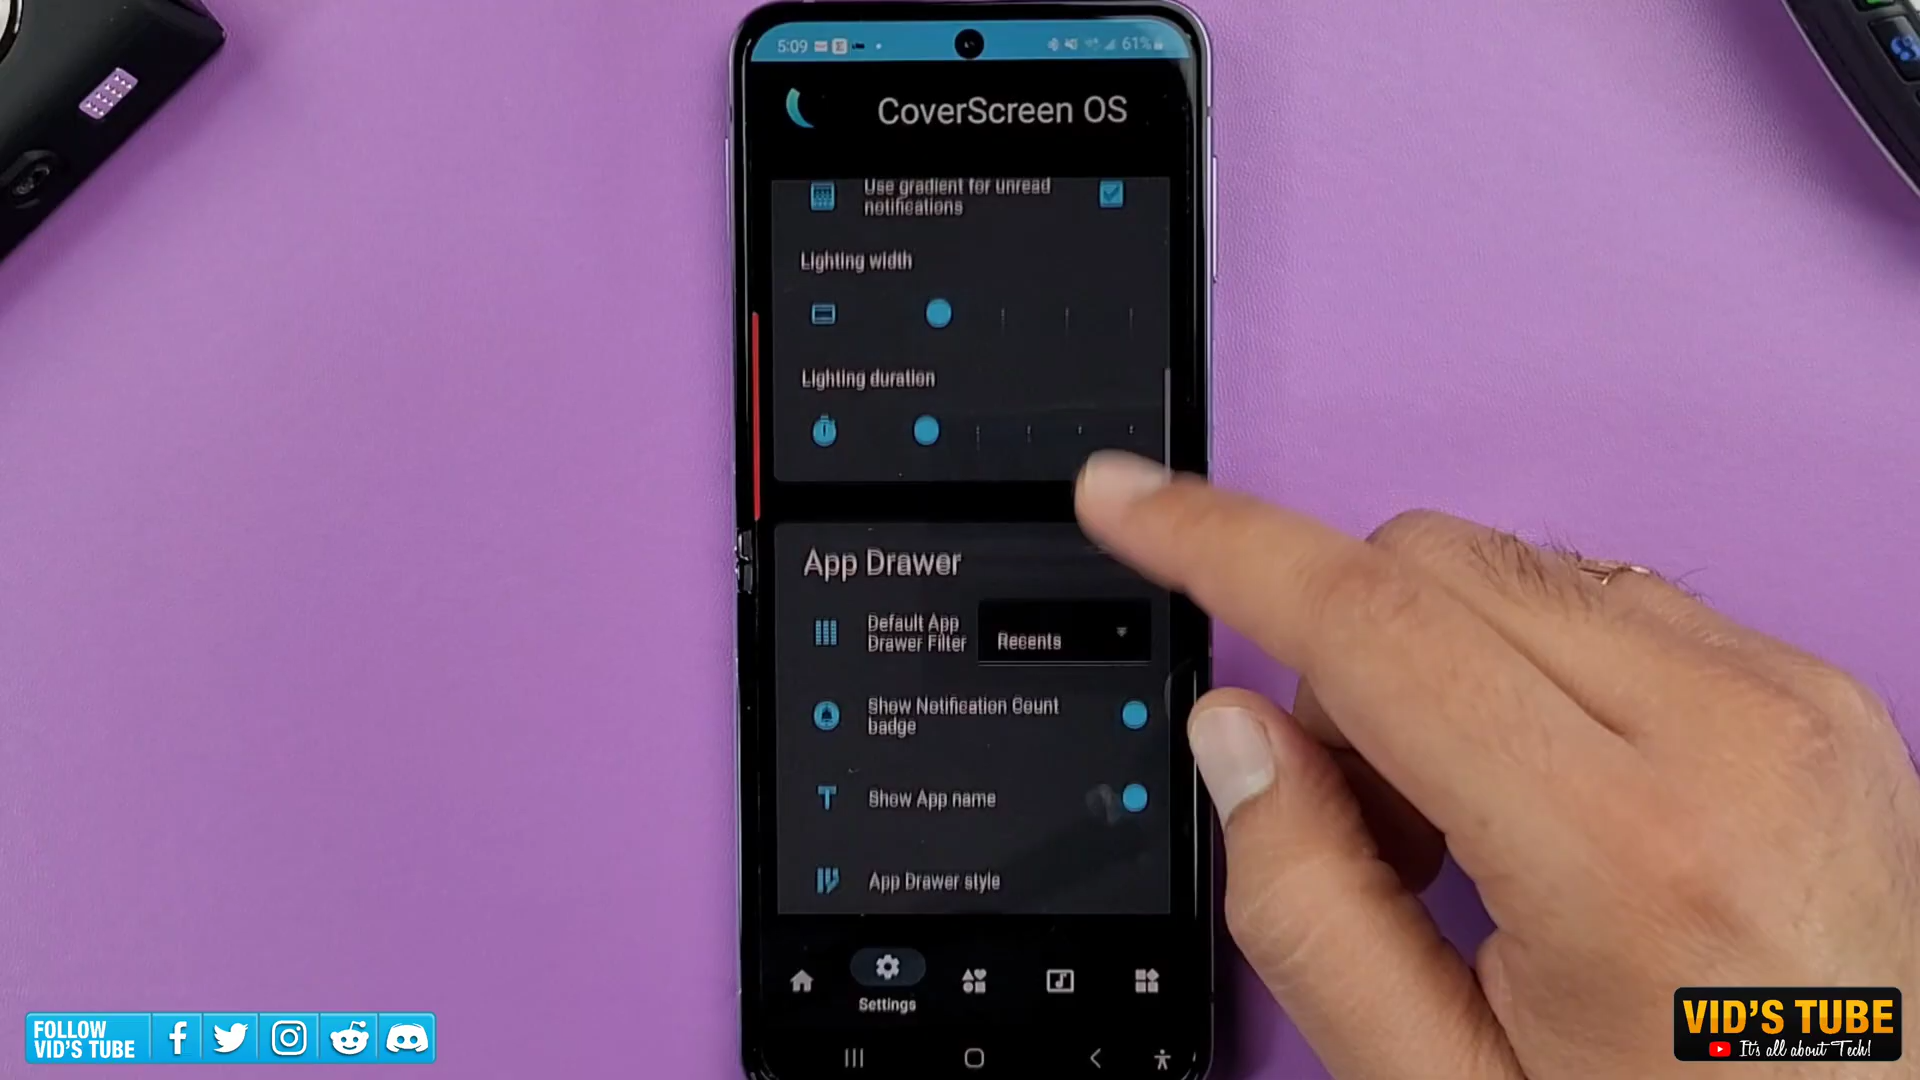 5:09
61%
CoverScreen OS
Use gradient for unread
notifications
Lighting width
Lighting duration
App Drawer
Default App
Drawer Filter
Recents
Show Notification Count
badge
Show App name
App Drawer style
Settings
FOLLOW
VID'S TUBE
VID'S TUBE
It's all about Tech!